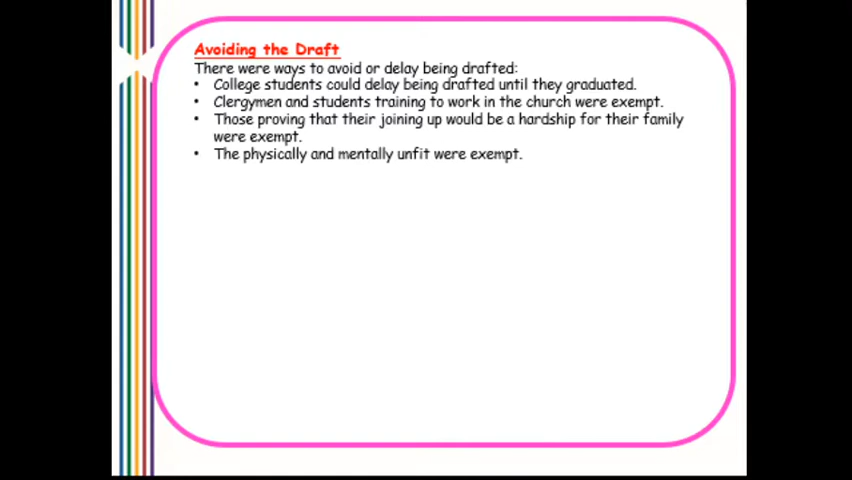 Avoiding the Draft
There were ways to avoid or delay being drafted:
• College students could delay being drafted until they graduated.
• Clergymen and students training to work in the church were exempt.
• Those proving that their joining up would be a hardship for their family
were exempt.
• The physically and mentally unfit were exempt.